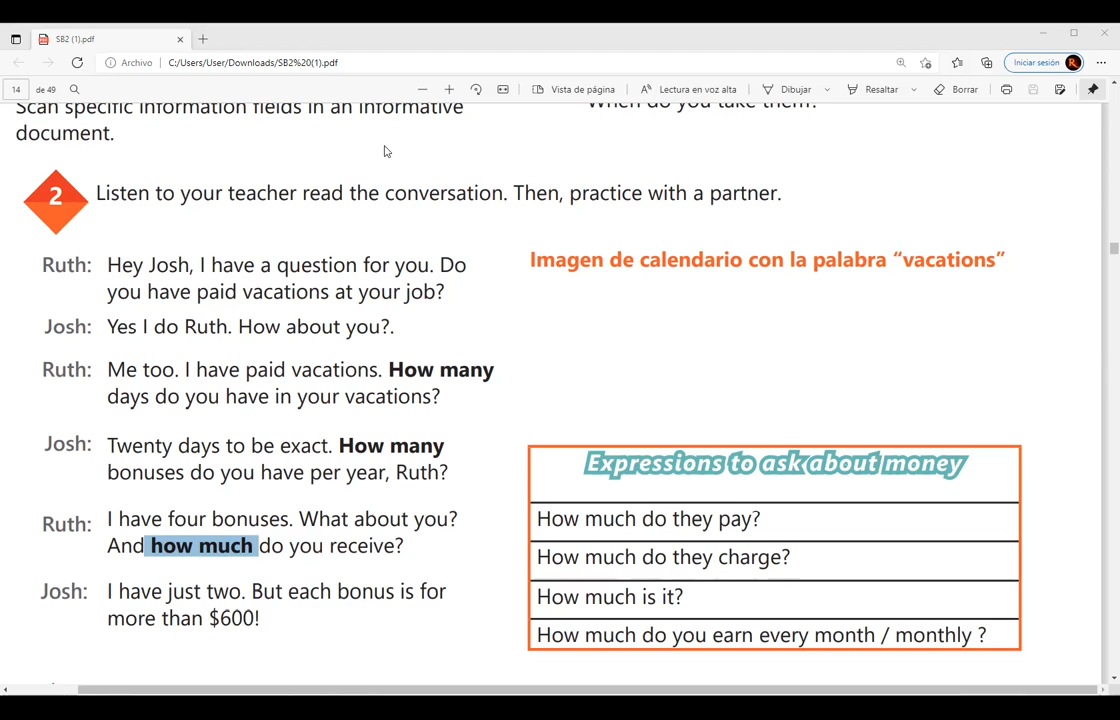 SB2 (1).pdf
Archivo
C:/Users/User/Downloads/SB2%20(1).pdf
Iniciar sesión
R
14
de 49
Vista de página
Lectura en voz alta
Dibujar
Resaltar
Borrar
Scan specific information fields in an informative
document.
When do you take them?
2
Listen to your teacher read the conversation. Then, practice with a partner.
Ruth: Hey Josh, I have a question for you. Do
you have paid vacations at your job?
Josh: Yes I do Ruth. How about you?.
Ruth: Me too. I have paid vacations. How many
days do you have in your vacations?
Josh: Twenty days to be exact. How many
bonuses do you have per year, Ruth?
Ruth: I have four bonuses. What about you?
And how much do you receive?
Josh: I have just two. But each bonus is for
more than $600!
Imagen de calendario con la palabra “vacations”
Expressions to ask about money
How much do they pay?
How much do they charge?
How much is it?
How much do you earn every month / monthly ?